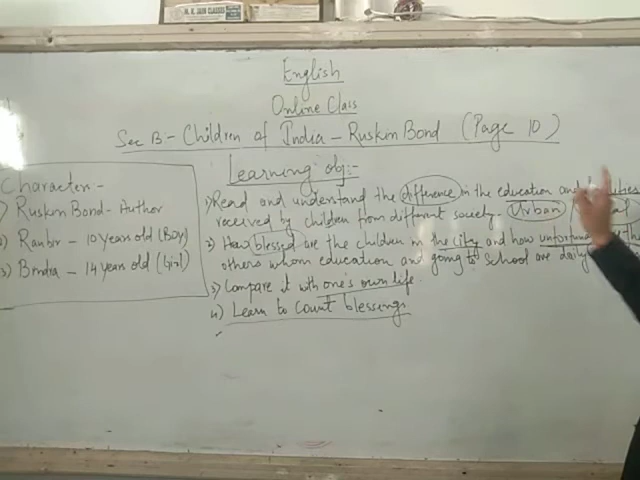 M. K. JAIN CLASSES
English
Online Class
Sec B:- Children of India - Ruskin Bond (Page 10)
Learning obj:-
Character -
1) Ruskin Bond - Author
2) Ranbir - 10 years old (Boy)
3) Bindra - 14 years old (Girl)
1) Read and understand the difference in the education and
received by children from different society. Urban
2) How blessed are the children in the city and how
others whom education and going to school are daily
3) Compare it with one's own life.
4) Learn to count blessings.